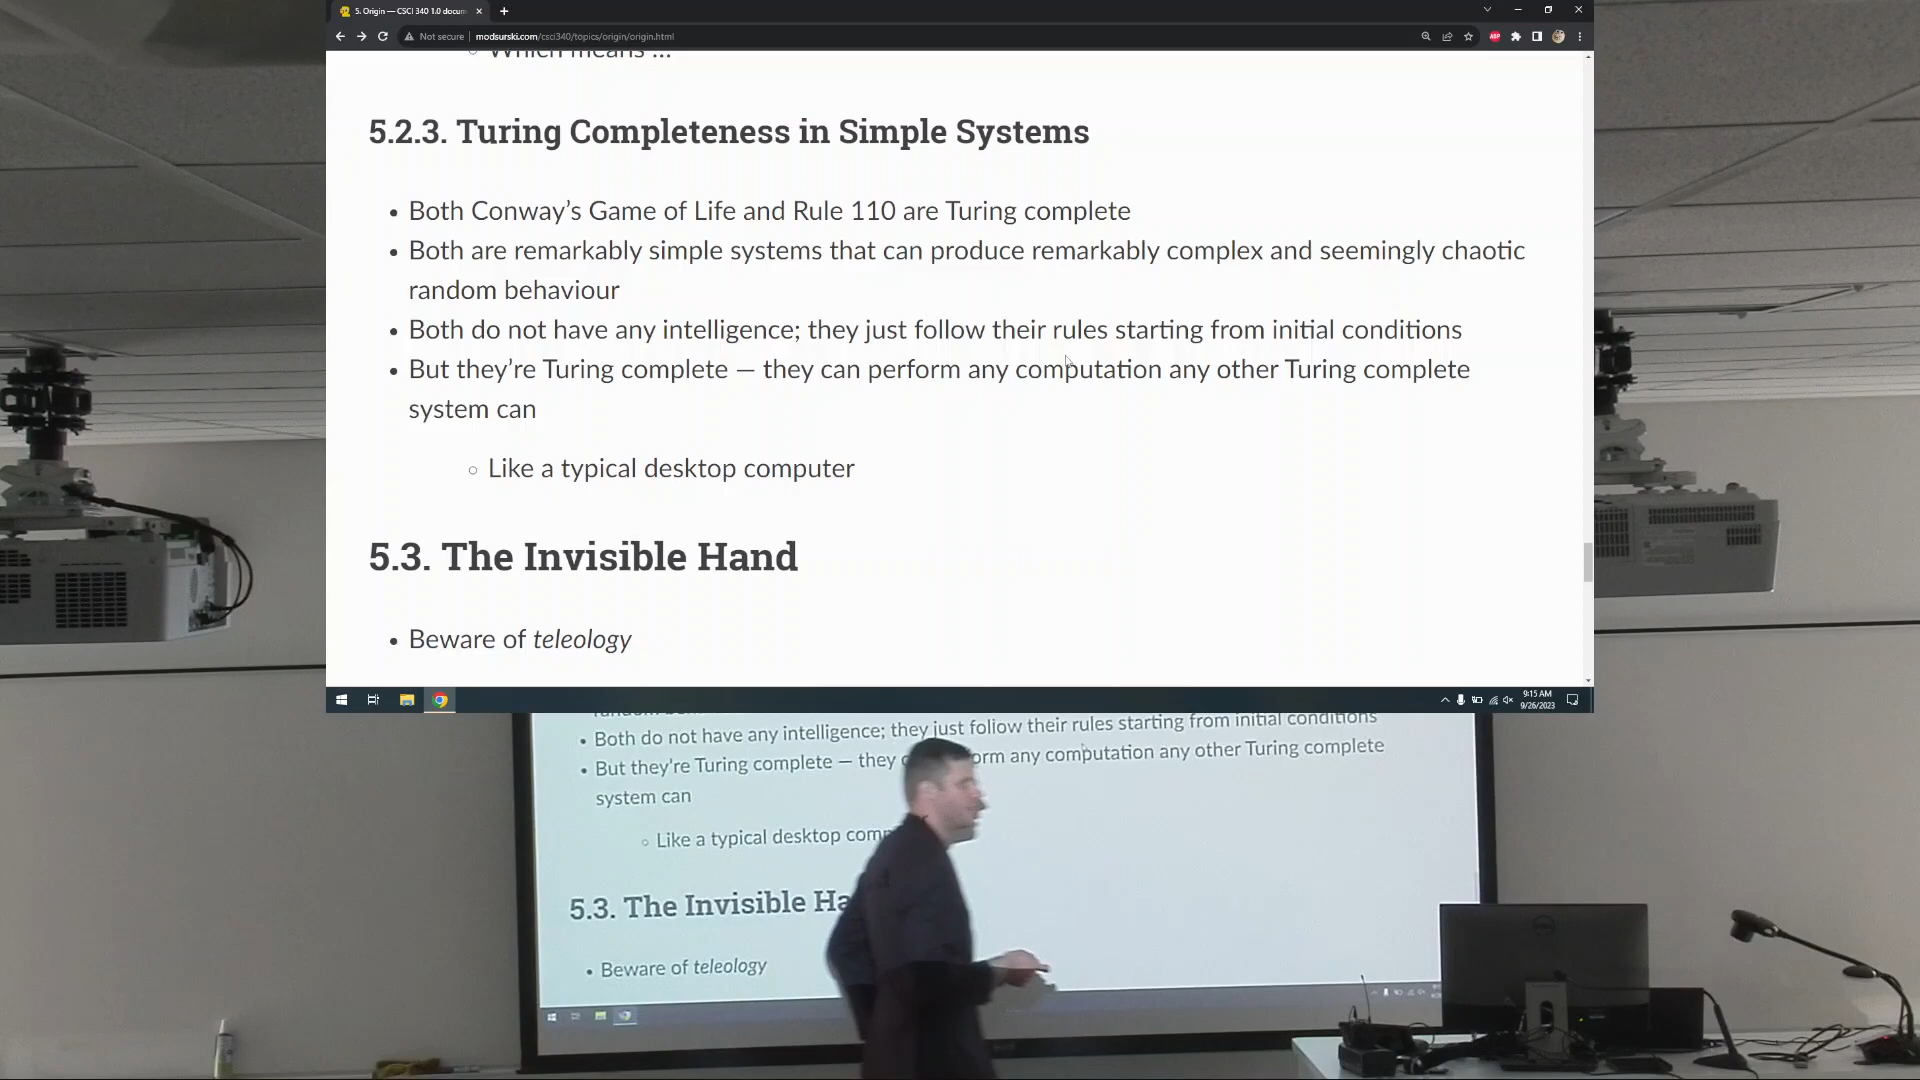 5. Origin — CSCI 340 1.0 docum
Not secure
modsurski.com/csci340/topics/origin/origin.html
ABP
Which means ...
5.2.3. Turing Completeness in Simple Systems
• Both Conway’s Game of Life and Rule 110 are Turing complete
• Both are remarkably simple systems that can produce remarkably complex and seemingly chaotic
random behaviour
• Both do not have any intelligence; they just follow their rules starting from initial conditions
• But they’re Turing complete — they can perform any computation any other Turing complete
system can
○ Like a typical desktop computer
5.3. The Invisible Hand
• Beware of teleology
9:15 AM
9/26/2023
• Both do not have any intelligence; they just follow their rules starting from initial conditions
• But they’re Turing complete — they any computation any other Turing complete
system can
○ Like a typical desktop
5.3. The Invisible
• Beware of teleology